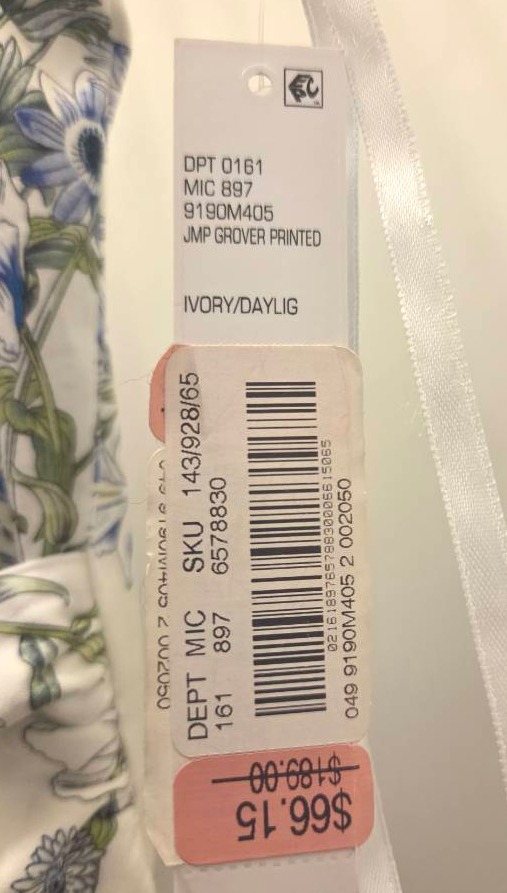 DPT 0161
MIC 897
9190M405
JMP GROVER PRINTED
IVORY/DAYLIG
DEPT MIC SKU 143/928/65
161 897 6578830
0216189765788300066615065
049 9190M405 2 002050
$189.00
$66.15